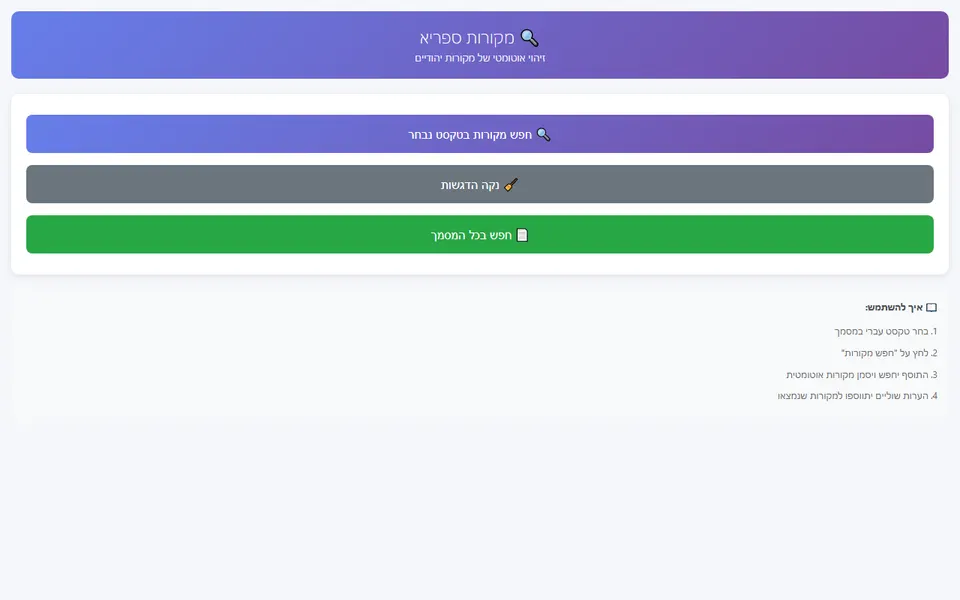 🔍 מקורות ספריא
זיהוי אוטומטי של מקורות יהודיים
🔍 חפש מקורות בטקסט נבחר
🧹 נקה הדגשות
📄 חפש בכל המסמך
📖 איך להשתמש:
1. בחר טקסט עברי במסמך
2. לחץ על "חפש מקורות"
3. התוסף יחפש ויסמן מקורות אוטומטית
4. הערות שוליים יתווספו למקורות שנמצאו